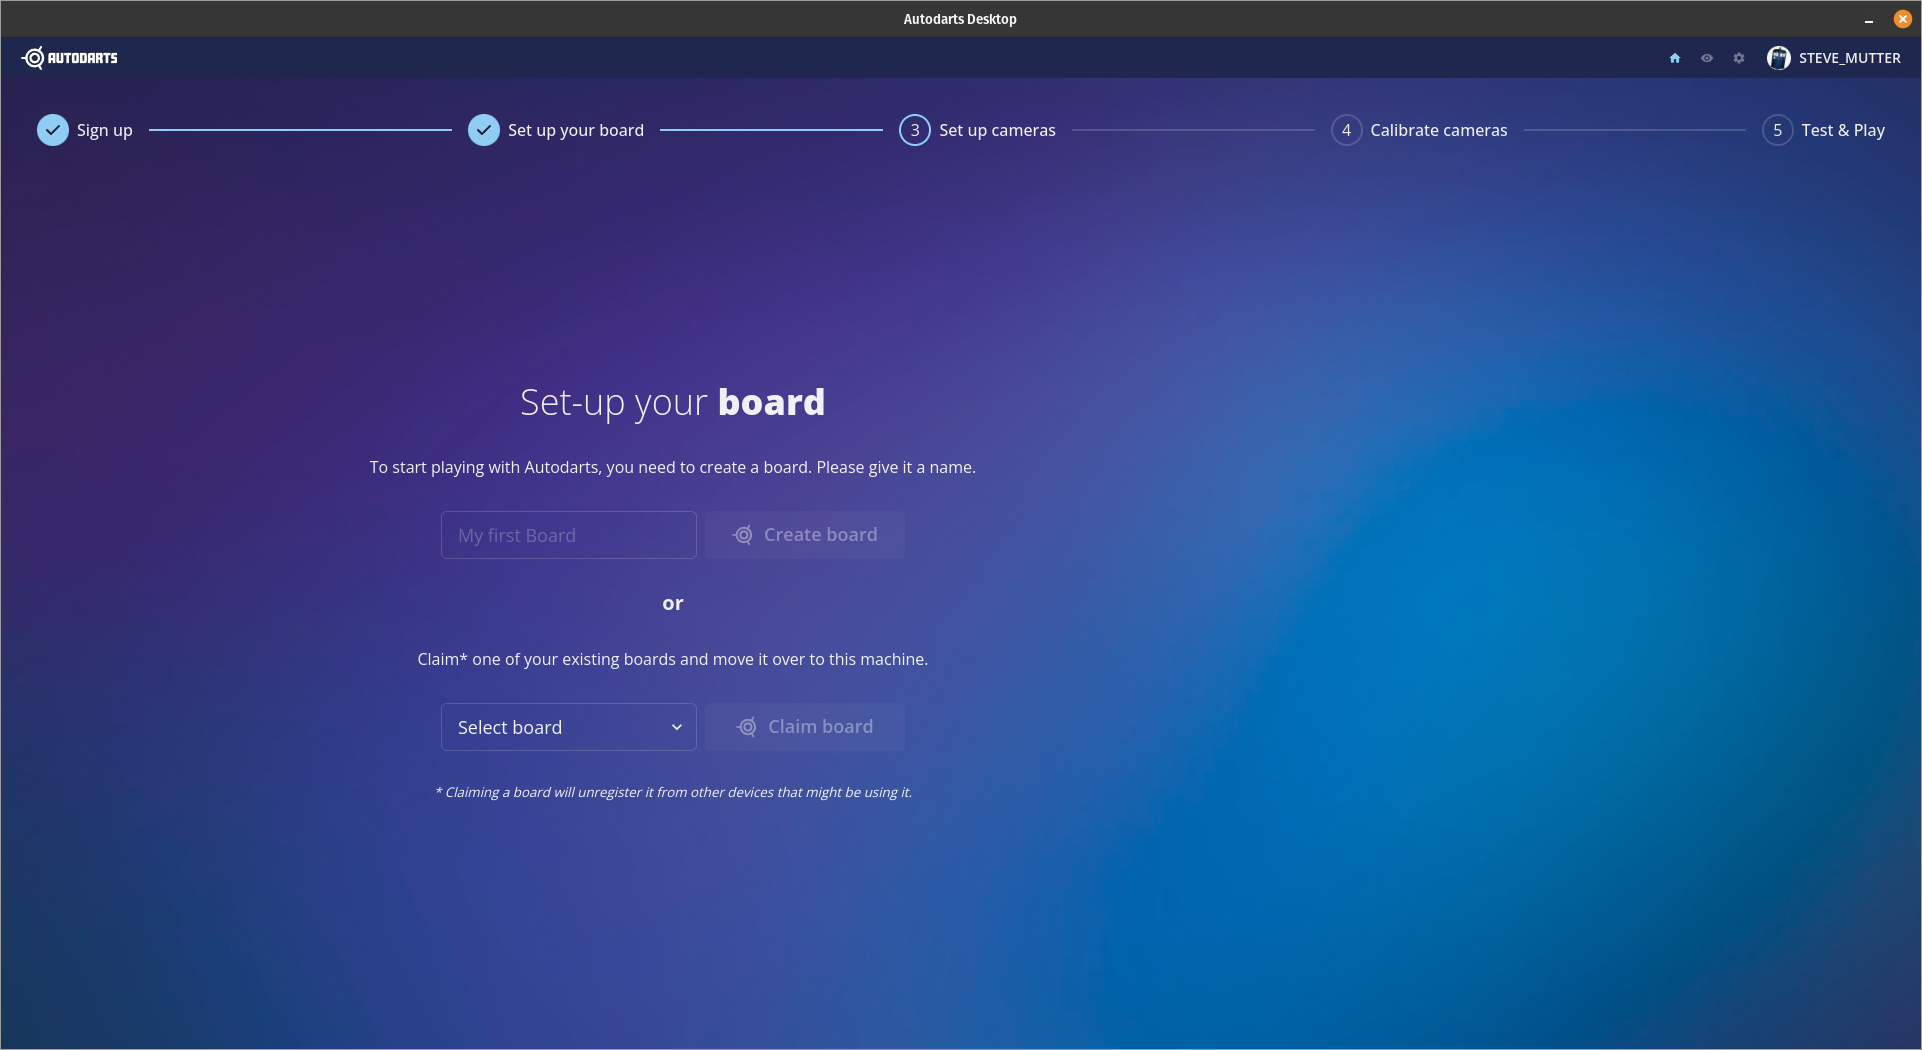 Autodarts Desktop
AUTODARTS
STEVE_MUTTER
Sign up
Set up your board
3 Set up cameras
4 Calibrate cameras
5 Test & Play
Set-up your board
To start playing with Autodarts, you need to create a board. Please give it a name.
My first Board
Create board
or
Claim* one of your existing boards and move it over to this machine.
Select board
Claim board
* Claiming a board will unregister it from other devices that might be using it.